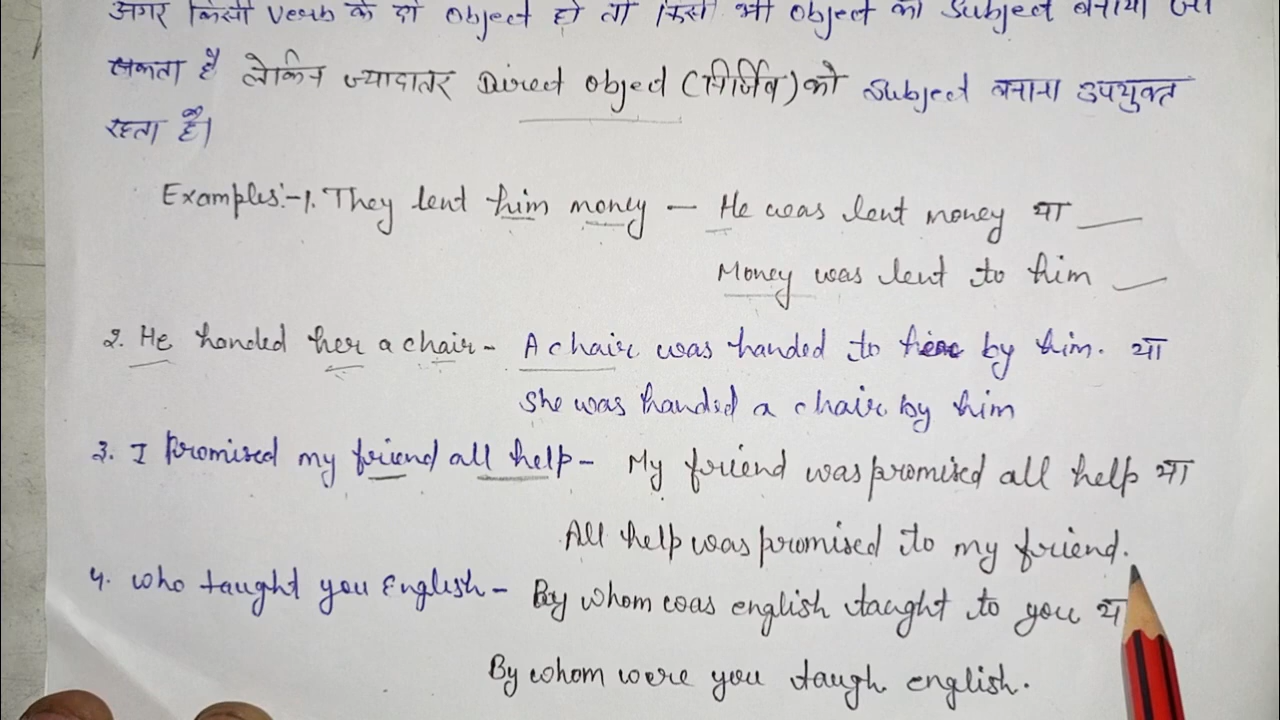 अगर किसी verb के दो object हो तो किसी भी object को Subject बनाया जा
सकता है लेकिन ज्यादातर Direct object (निर्जिव) को Subject बनाना उपयुक्त
रहता है।
Examples:-1. They lent him money - He was lent money या
Money was lent to him
2. He handed her a chair - A chair was handed to her by him. या
She was handed a chair by him
3. I Promised my friend all help - My friend was promised all help या
All help was promised to my friend.
4. who taught you English - By whom was english taught to you
By whom were you taugh english.